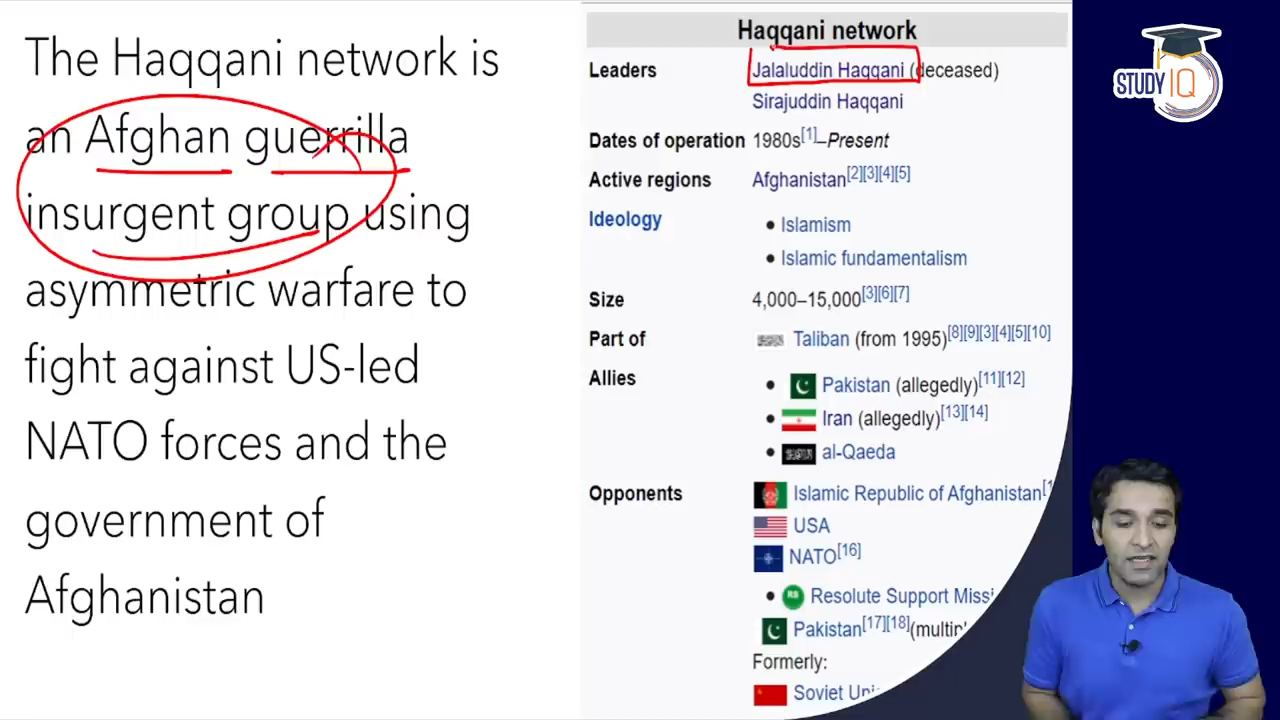 The Haqqani network is
an Afghan guerrilla
insurgent group using
asymmetric warfare to
fight against US-led
NATO forces and the
government of
Afghanistan
Haqqani network
Leaders Jalaluddin Haqqani (deceased)
Sirajuddin Haqqani
Dates of operation 1980s[1]–Present
Active regions Afghanistan[2][3][4][5]
Ideology • Islamism
• Islamic fundamentalism
Size 4,000–15,000[3][6][7]
Part of Taliban (from 1995)[8][9][3][4][5][10]
Allies • Pakistan (allegedly)[11][12]
• Iran (allegedly)[13][14]
• al-Qaeda
Opponents Islamic Republic of Afghanistan[
USA
NATO[16]
• RS Resolute Support Missi
Pakistan[17][18](multip
Formerly:
Soviet Uni
STUDY IQ